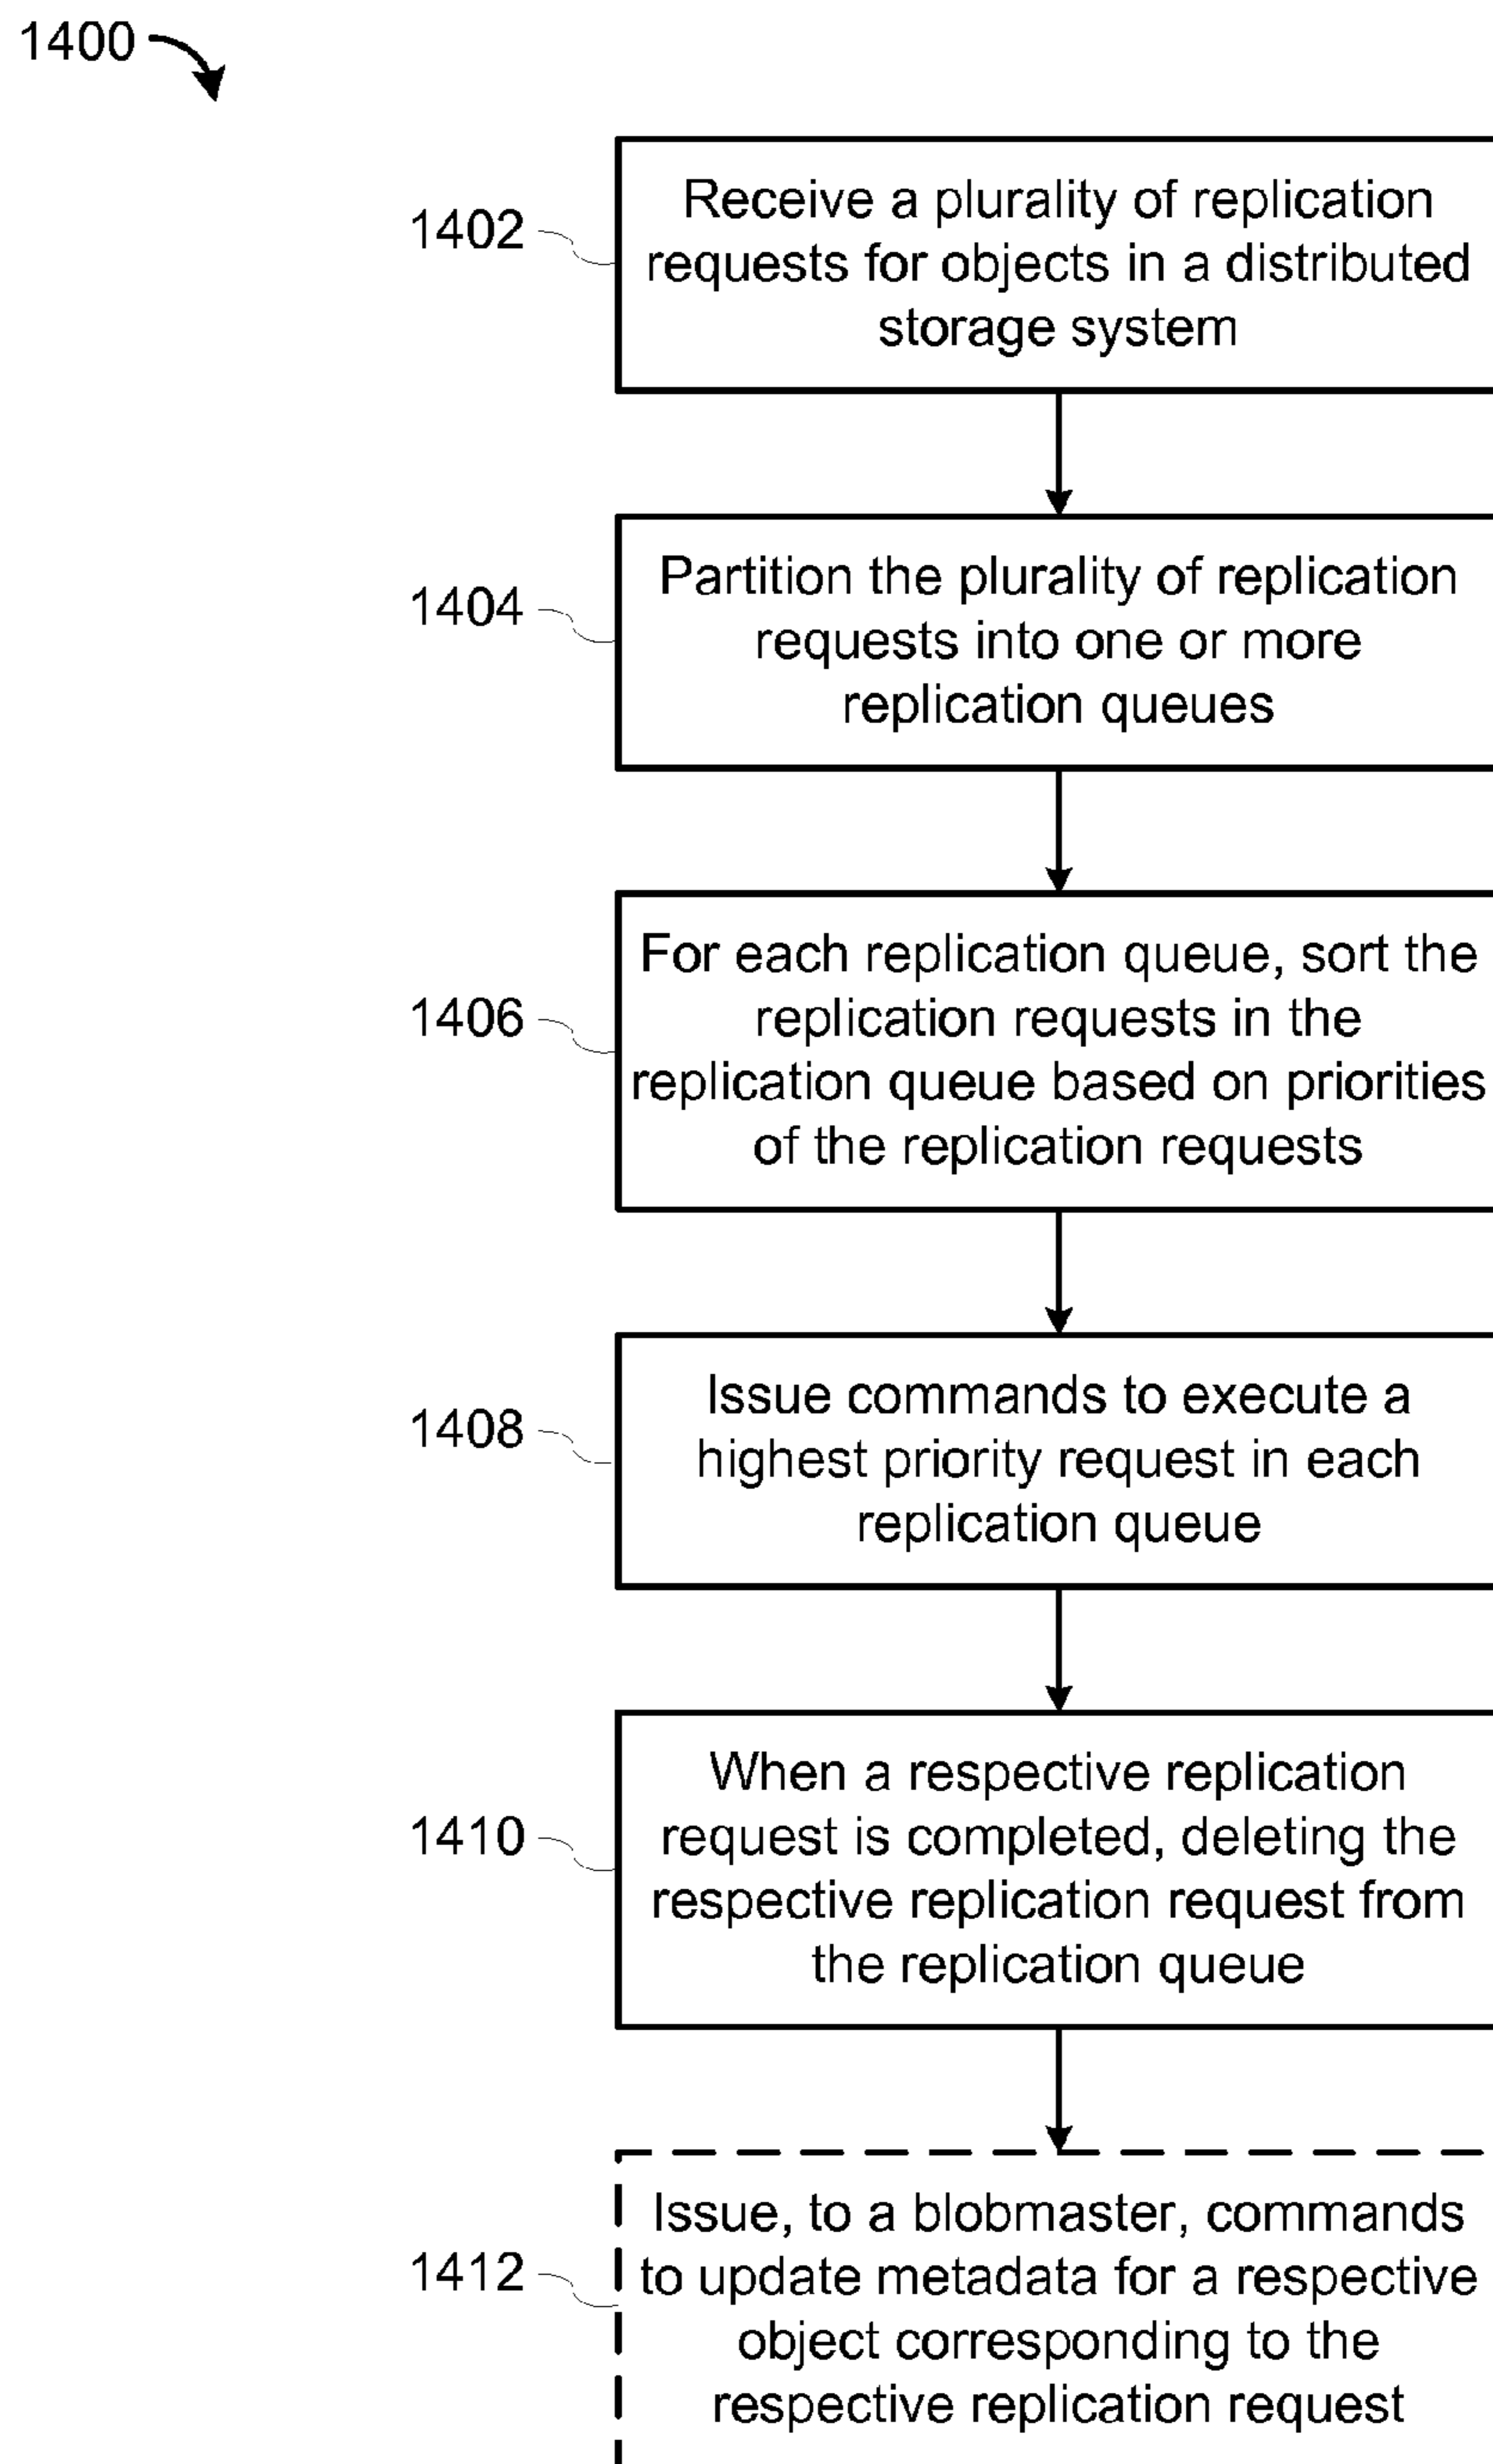 1400
1402
Receive a plurality of replication
requests for objects in a distributed
storage system
1404
Partition the plurality of replication
requests into one or more
replication queues
1406
For each replication queue, sort the
replication requests in the
replication queue based on priorities
of the replication requests
1408
Issue commands to execute a
highest priority request in each
replication queue
1410
When a respective replication
request is completed, deleting the
respective replication request from
the replication queue
1412
Issue, to a blobmaster, commands
to update metadata for a respective
object corresponding to the
respective replication request